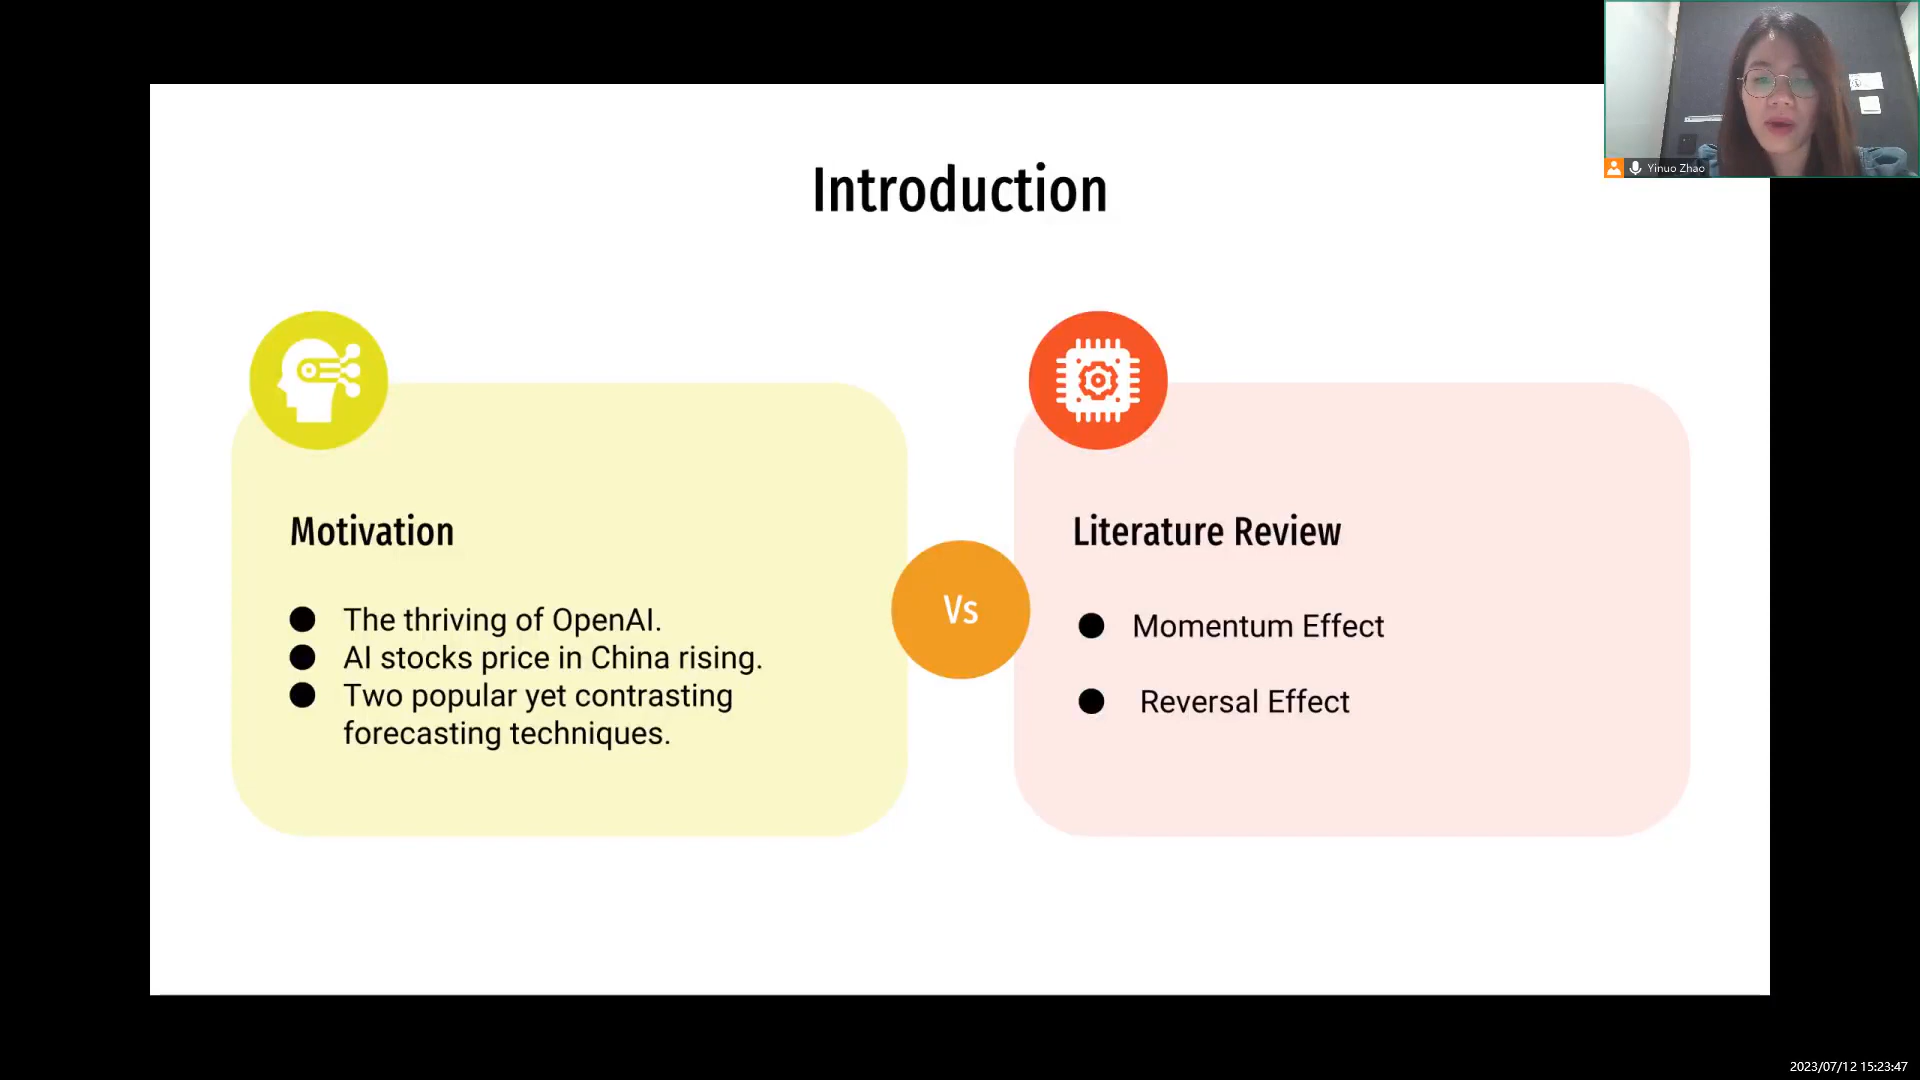 Yinuo Zhao
Introduction
Motivation
The thriving of OpenAI.
AI stocks price in China rising.
Two popular yet contrasting
forecasting techniques.
Vs
Literature Review
Momentum Effect
Reversal Effect
2023/07/12 15:23:47